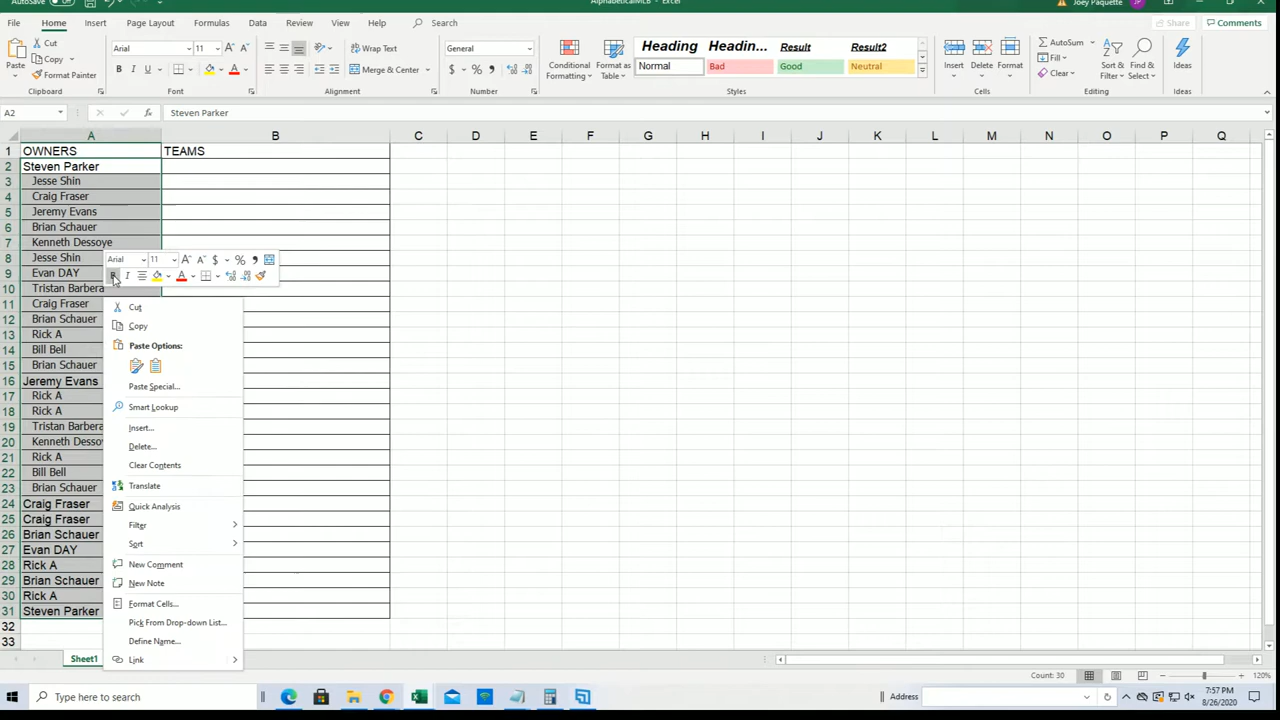 AutoSave Off AlphabeticalMLB - Excel Joey Paquette JP
File Home Insert Page Layout Formulas Data Review View Help Search Share Comments
Paste Cut Copy Format Painter Clipboard
Arial 11 B I U Font
Wrap Text Merge & Center Alignment
General $ % , Number
Conditional Formatting Format as Table
Heading Headin... Result Result2
Normal Bad Good Neutral
Styles
Insert Delete Format Cells
AutoSum Fill Clear Sort & Filter Find & Select Editing
Ideas Ideas
A2 fx Steven Parker
A B C D E F G H I J K L M N O P Q
1 OWNERS TEAMS
2 Steven Parker
3 Jesse Shin
4 Craig Fraser
5 Jeremy Evans
6 Brian Schauer
7 Kenneth Dessoye
8 Jesse Shin
9 Evan DAY
10 Tristan Barbera
11 Craig Fraser
12 Brian Schauer
13 Rick A
14 Bill Bell
15 Brian Schauer
16 Jeremy Evans
17 Rick A
18 Rick A
19 Tristan Barbera
20 Kenneth Desso
21 Rick A
22 Bill Bell
23 Brian Schauer
24 Craig Fraser
25 Craig Fraser
26 Brian Schauer
27 Evan DAY
28 Rick A
29 Brian Schauer
30 Rick A
31 Steven Parker
32
33
Arial 11 A A $ % ,
B I A
Cut
Copy
Paste Options:
Paste Special...
Smart Lookup
Insert...
Delete...
Clear Contents
Translate
Quick Analysis
Filter
Sort
New Comment
New Note
Format Cells...
Pick From Drop-down List...
Define Name...
Link
Sheet1
Count: 30 120%
Type here to search Address 7:57 PM
8/26/2020